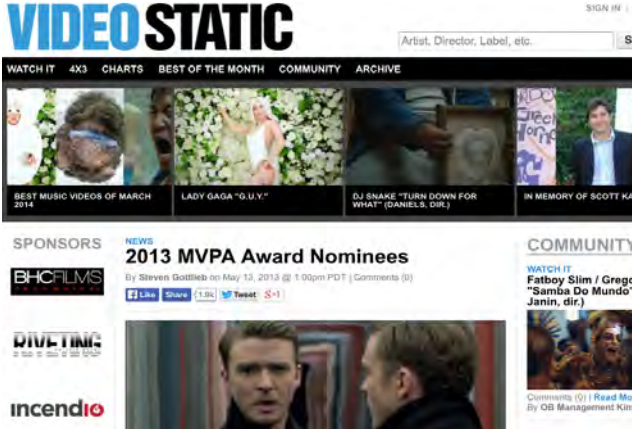 VIDEOSTATIC
SIGN IN |
Artist, Director, Label, etc.
S
WATCH IT 4X3 CHARTS BEST OF THE MONTH COMMUNITY ARCHIVE
BEST MUSIC VIDEOS OF MARCH
2014
LADY GAGA "G.U.Y."
DJ SNAKE "TURN DOWN FOR
WHAT" (DANIELS, DIR.)
IN MEMORY OF SCOTT KA
SPONSORS
BHCFILMS
RIVETING
incendio
NEWS
2013 MVPA Award Nominees
By Steven Gottlieb on May 13, 2013 @ 1:00pm PDT | Comments (0)
Like Share 1.9k Tweet g+1
COMMUNITY
WATCH IT
Fatboy Slim / Grego
"Samba Do Mundo"
Janin, dir.)
Comments (0) | Read Mo
By OB Management Kim